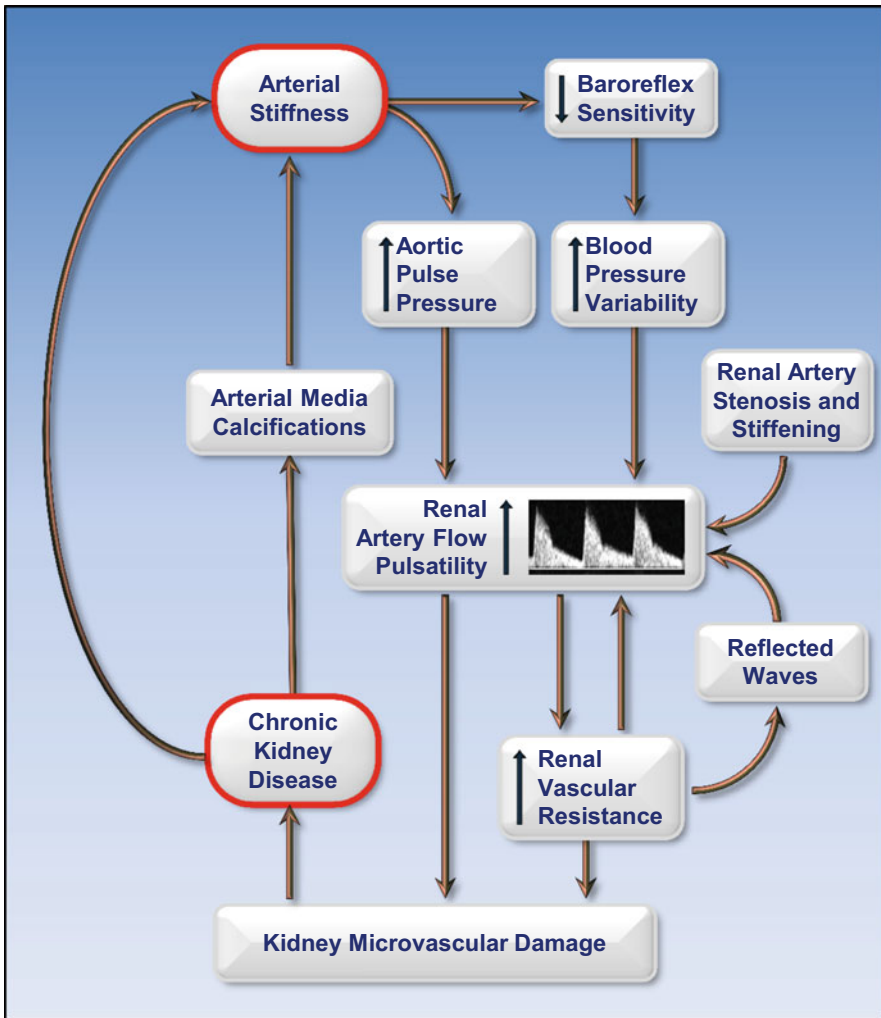 Arterial
Stiffness
Baroreflex
Sensitivity
Aortic
Pulse
Pressure
Blood
Pressure
Variability
Renal Artery
Stenosis and
Stiffening
Arterial Media
Calcifications
Renal
Artery Flow
Pulsatility
Reflected
Waves
Chronic
Kidney
Disease
Renal
Vascular
Resistance
Kidney Microvascular Damage